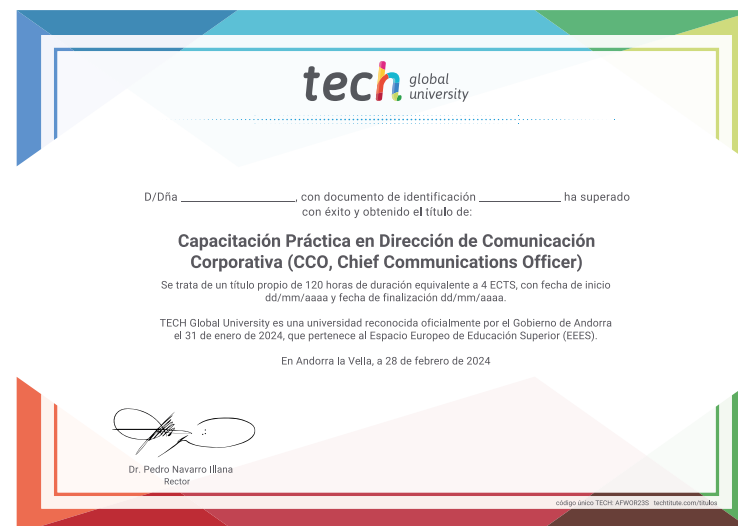 tech global
university
D/Dña ____________________, con documento de identificación ______________ ha superado
con éxito y obtenido el título de:
Capacitación Práctica en Dirección de Comunicación
Corporativa (CCO, Chief Communications Officer)
Se trata de un título propio de 120 horas de duración equivalente a 4 ECTS, con fecha de inicio
dd/mm/aaaa y fecha de finalización dd/mm/aaaa.
TECH Global University es una universidad reconocida oficialmente por el Gobierno de Andorra
el 31 de enero de 2024, que pertenece al Espacio Europeo de Educación Superior (EEES).
En Andorra la Vella, a 28 de febrero de 2024
Dr. Pedro Navarro Illana
Rector
código único TECH: AFWOR23S techtitute.com/titulos